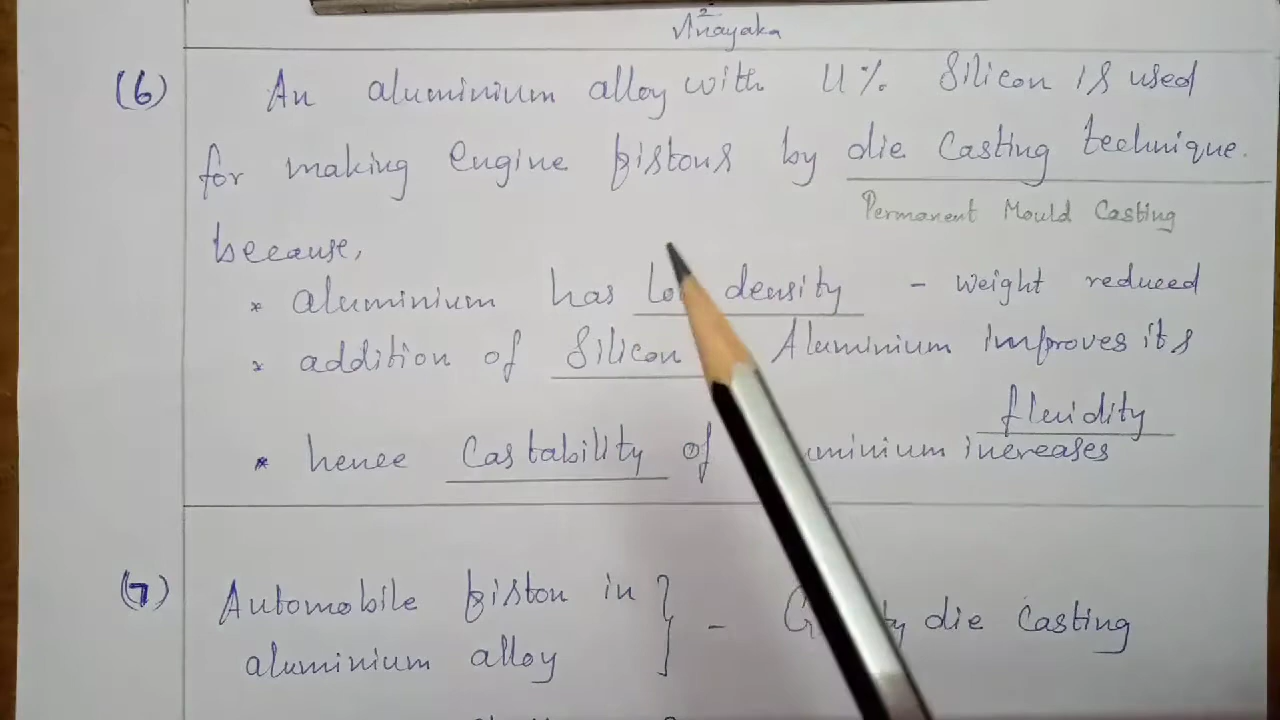 Vinayaka
(6) An aluminium alloy with 11% Silicon is used
for making engine pistons by die casting technique.
Permanent Mould Casting
because,
* aluminium has density - weight reduced
* addition of Silicon Aluminium improves its
fluidity
* hence Castability of increases
(7) Automobile piston in } - die casting
aluminium alloy